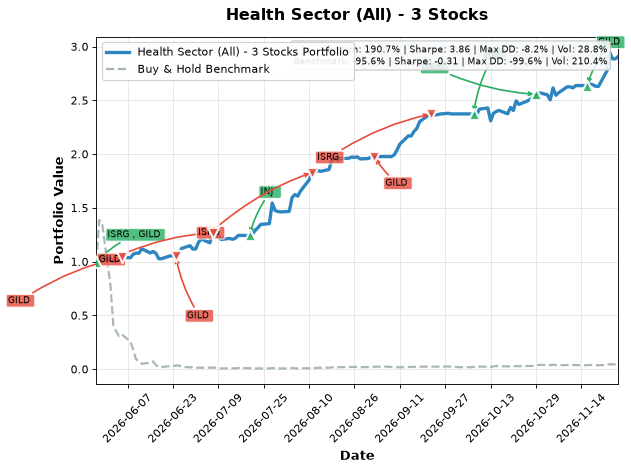 Health Sector (All) - 3 Stocks
Health Sector (All) - 3 Stocks Portfolio
Buy & Hold Benchmark
190.7% | Sharpe: 3.86 | Max DD: -8.2% | Vol: 28.8%
95.6% | Sharpe: -0.31 | Max DD: -99.6% | Vol: 210.4%
GILD
ISRG
GILD
ISRG , GILD
GILD
GILD
GILD
Portfolio Value
3.0
2.5
2.0
1.5
1.0
0.5
0.0
2026-06-07
2026-06-23
2026-07-09
2026-07-25
2026-08-10
2026-08-26
2026-09-11
2026-09-27
2026-10-13
2026-10-29
2026-11-14
Date